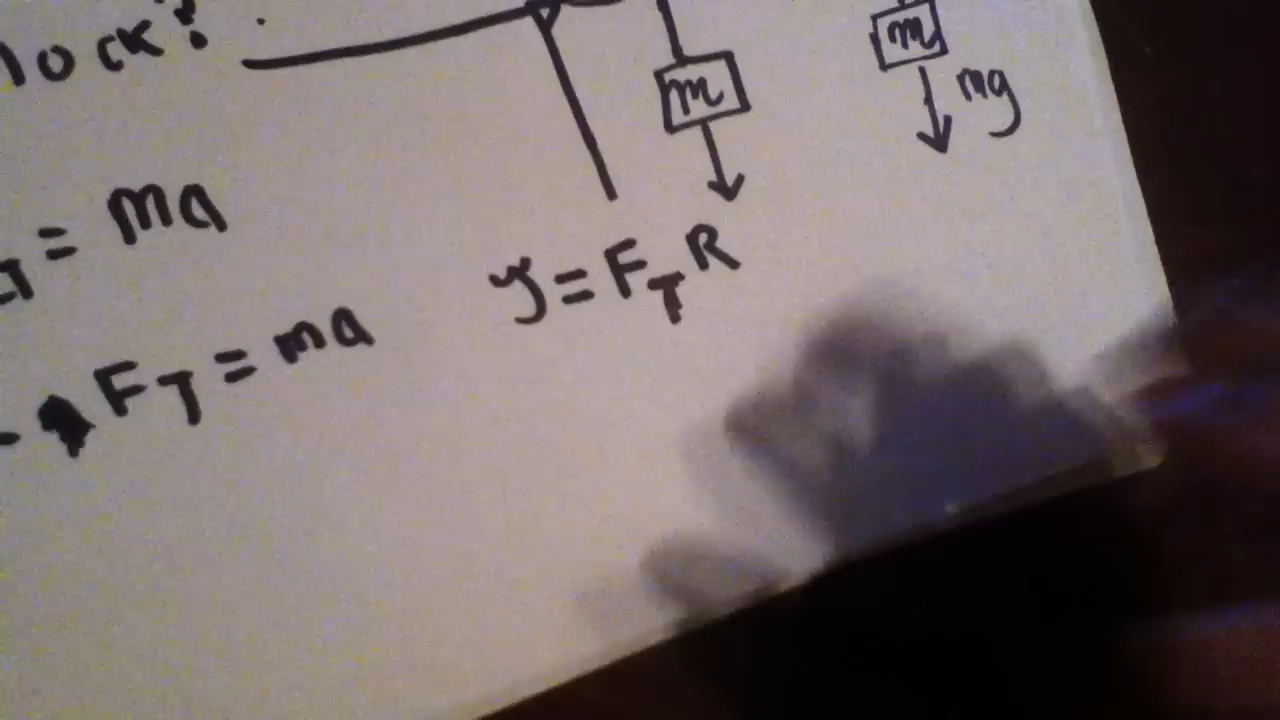 lock?
m
m
mg
T = ma
τ = F_T R
- F_T = ma